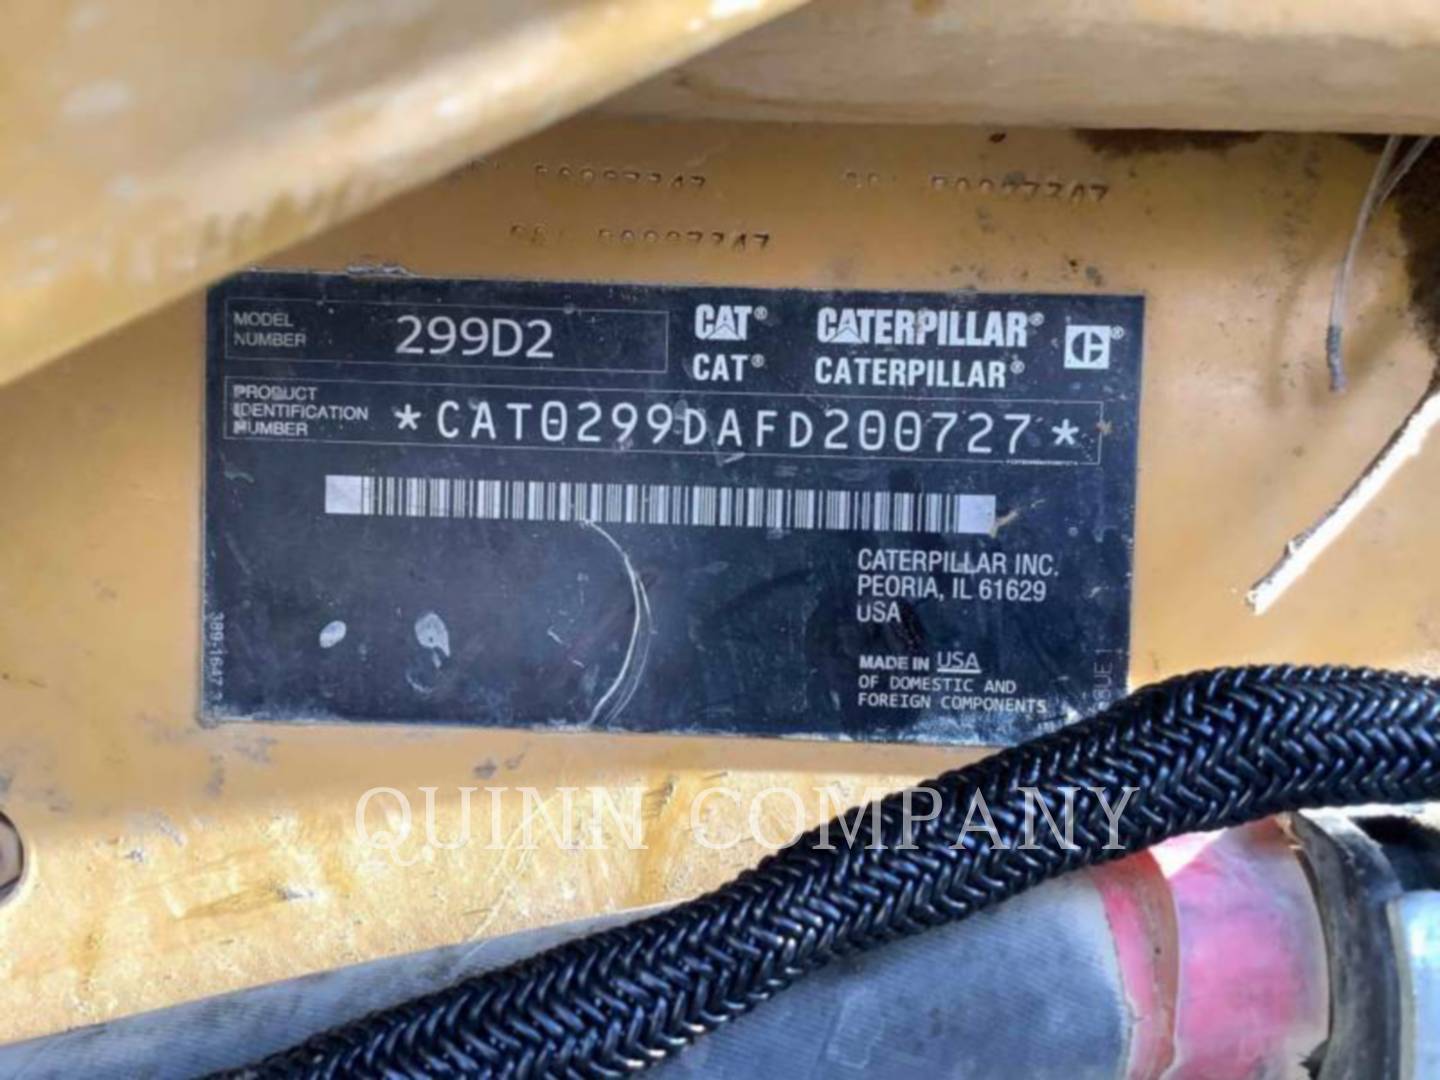 MODEL
NUMBER
299D2
CAT® CATERPILLAR®
CAT® CATERPILLAR®
PRODUCT
IDENTIFICATION
NUMBER
*CAT0299DAFD200727*
CATERPILLAR INC.
PEORIA, IL 61629
USA
MADE IN USA
OF DOMESTIC AND
FOREIGN COMPONENTS
QUINN COMPANY